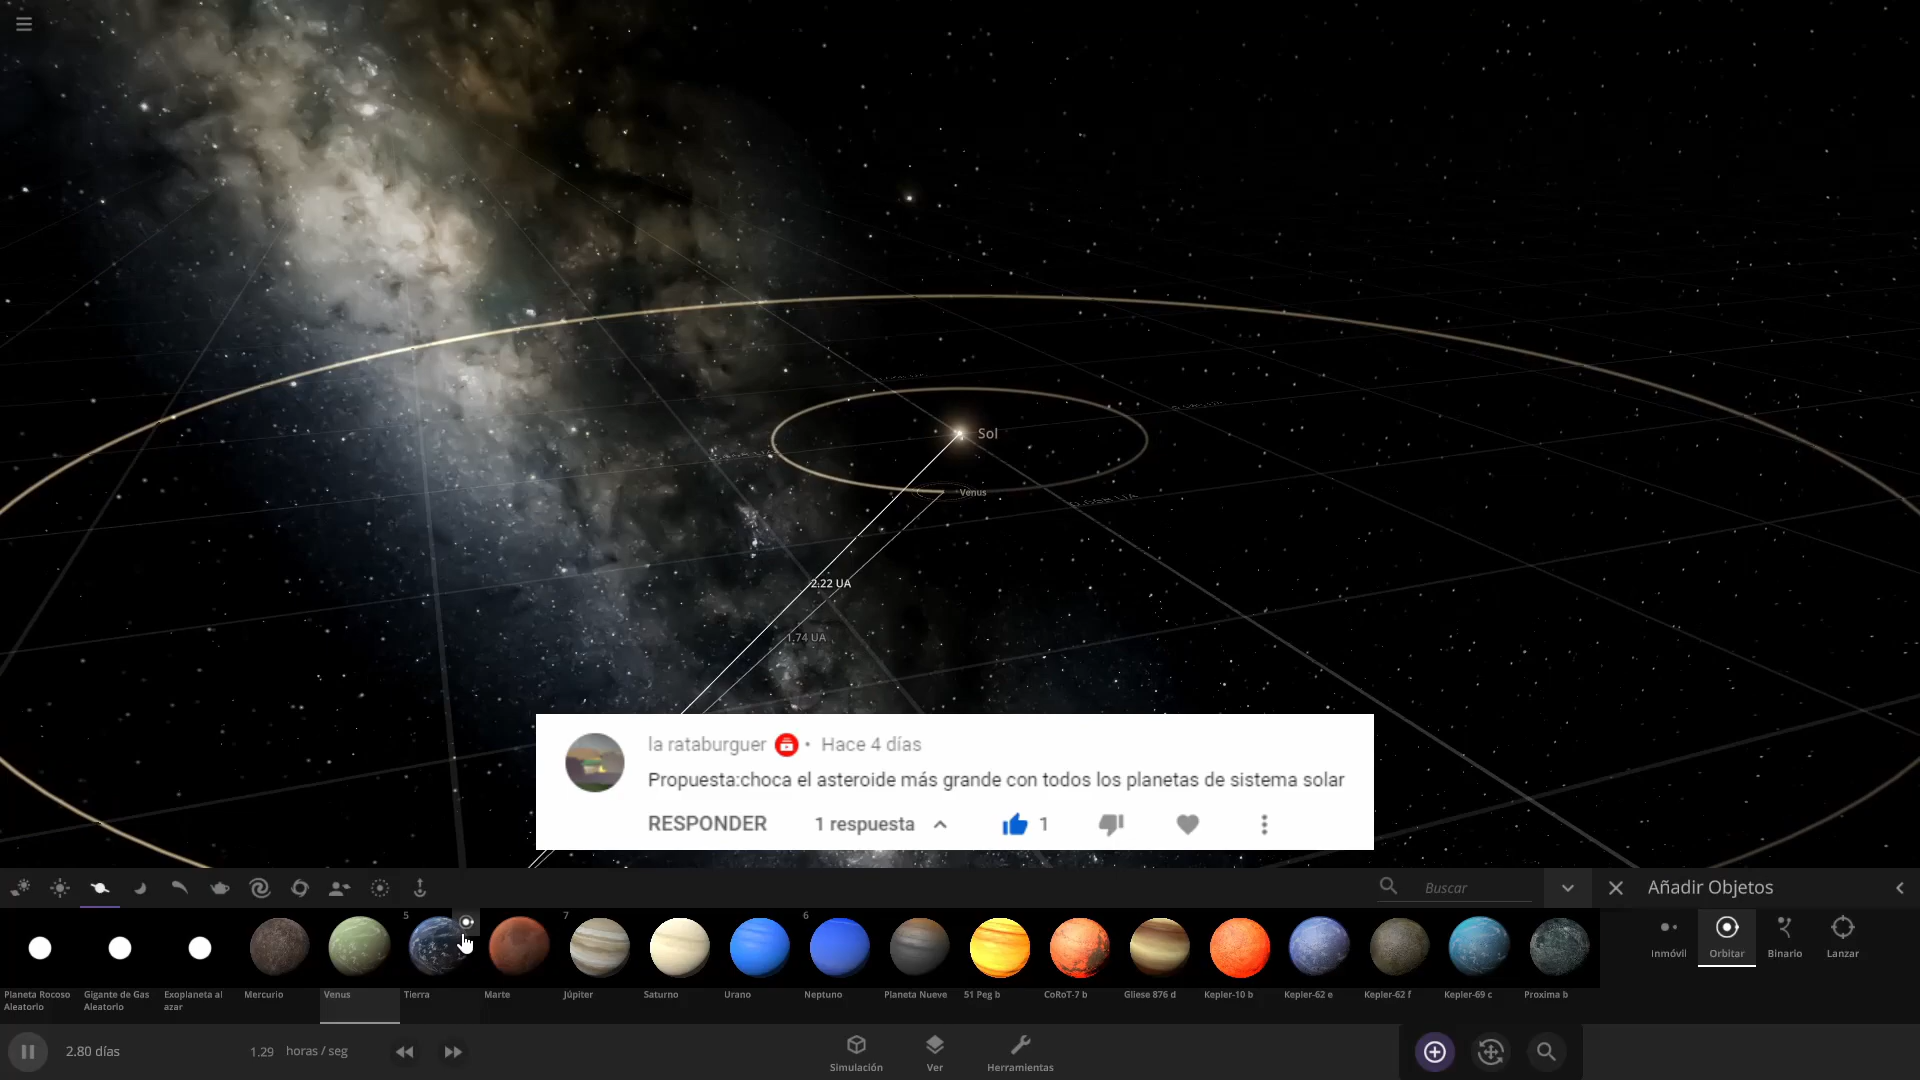 Sol
Venus
2.22 UA
1.74 UA
la rataburguer • Hace 4 días
Propuesta:choca el asteroide más grande con todos los planetas de sistema solar
RESPONDER 1 respuesta 1
Buscar
Añadir Objetos
5 7 6
Planeta Rocoso Aleatorio
Gigante de Gas Aleatorio
Exoplaneta al azar
Mercurio
Venus
Tierra
Marte
Júpiter
Saturno
Urano
Neptuno
Planeta Nueve
51 Peg b
CoRoT-7 b
Gliese 876 d
Kepler-10 b
Kepler-62 e
Kepler-62 f
Kepler-69 c
Proxima b
Inmóvil
Orbitar
Binario
Lanzar
2.80 días
1.29 horas / seg
Simulación
Ver
Herramientas